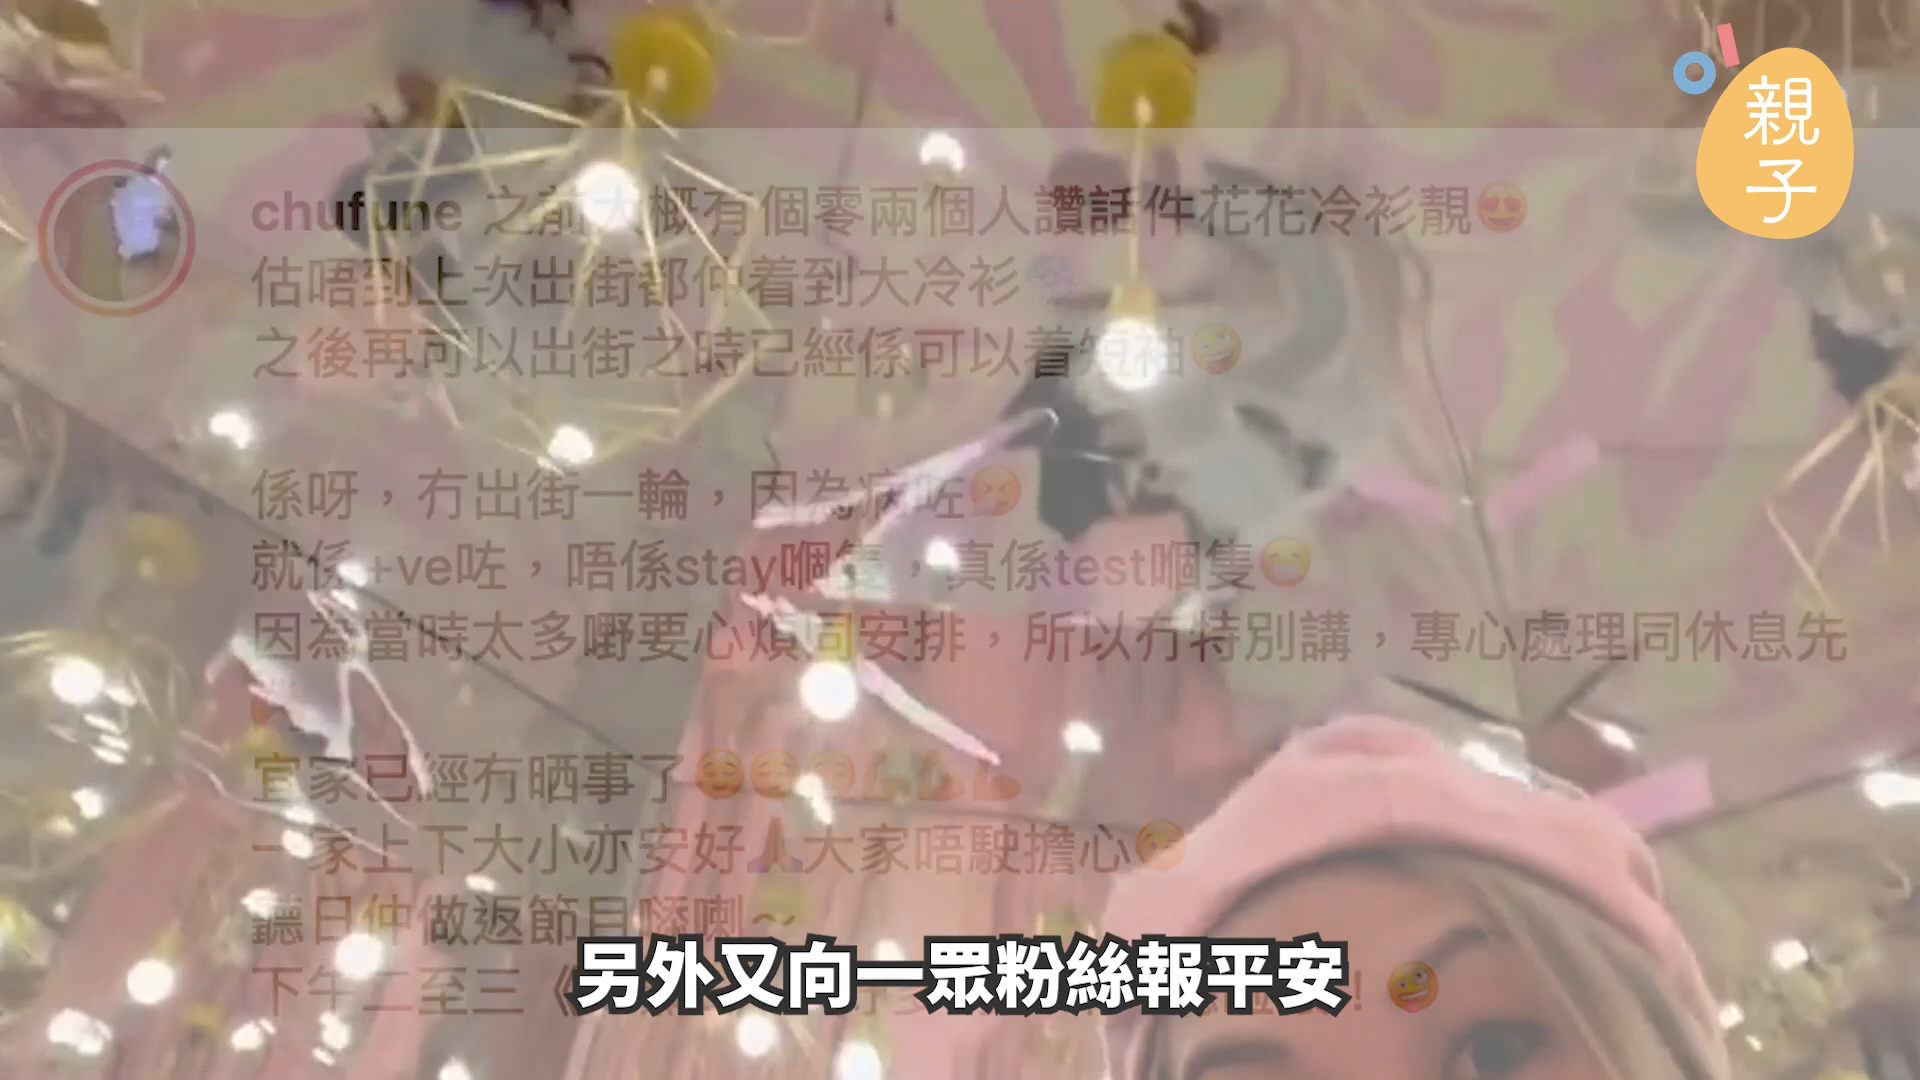 親
子
chufune 之前大概有個零兩個人讚話件花花冷衫靚😍
估唔到上次出街都仲着到大冷衫
之後再可以出街之時已經係可以着短袖🤪
係呀，冇出街一輪，因為病咗🤧
就係+ve咗，唔係stay嗰隻，真係test嗰隻😷
因為當時太多嘢要心煩同安排，所以冇特別講，專心處理同休息先
宜家已經冇晒事了☺️☺️☺️💪💪💪
一家上下大小亦安好🙏大家唔駛擔心😉
聽日仲做返節目𠻹喇～
下午二至三《
另外又向一眾粉絲報平安